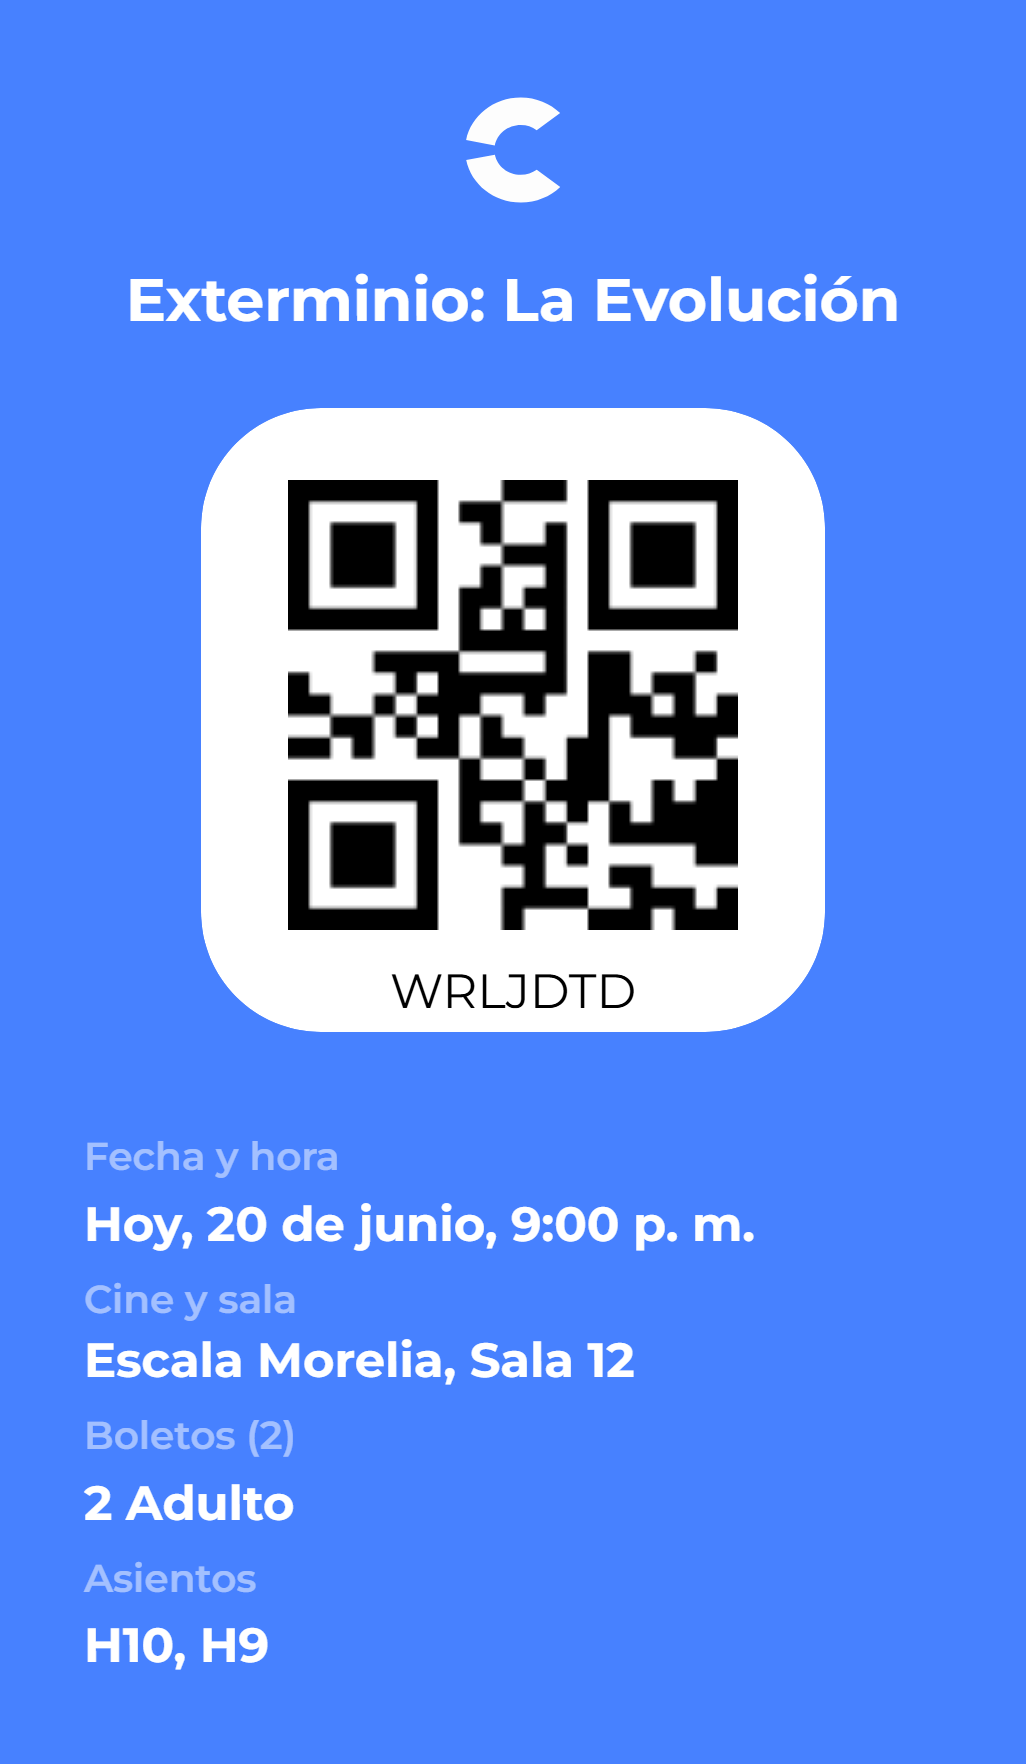 Exterminio: La Evolución
WRLJDTD
Fecha y hora
Hoy, 20 de junio, 9:00 p. m.
Cine y sala
Escala Morelia, Sala 12
Boletos (2)
2 Adulto
Asientos
H10, H9